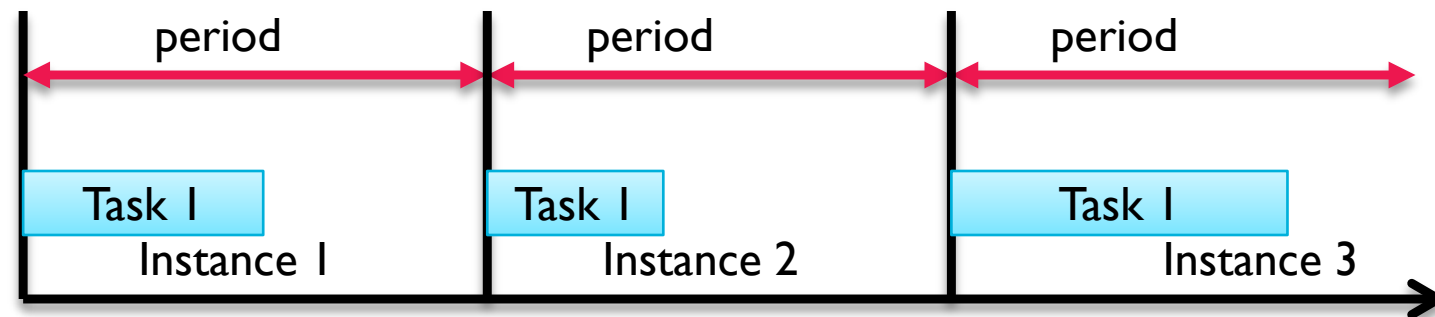 period period period
Task 1 Task 1 Task 1
Instance 1 Instance 2 Instance 3